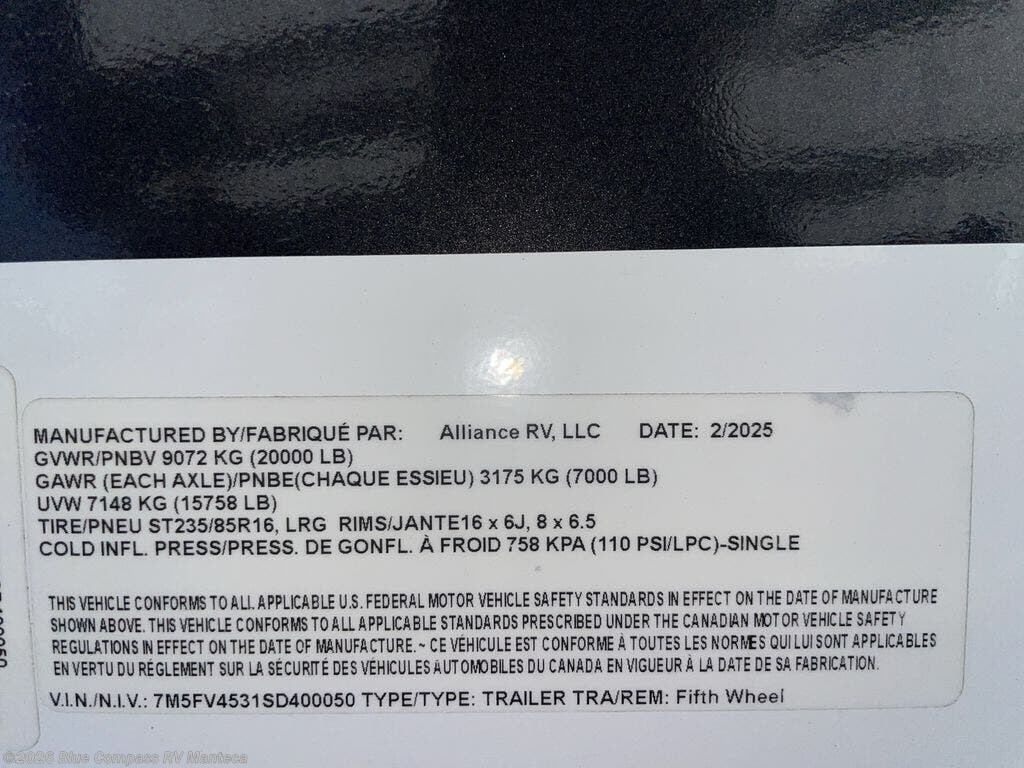 MANUFACTURED BY/FABRIQUÉ PAR: Alliance RV, LLC DATE: 2/2025
GVWR/PNBV 9072 KG (20000 LB)
GAWR (EACH AXLE)/PNBE(CHAQUE ESSIEU) 3175 KG (7000 LB)
UVW 7148 KG (15758 LB)
TIRE/PNEU ST235/85R16, LRG RIMS/JANTE16 x 6J, 8 x 6.5
COLD INFL. PRESS/PRESS. DE GONFL. À FROID 758 KPA (110 PSI/LPC)-SINGLE
THIS VEHICLE CONFORMS TO ALL APPLICABLE U.S. FEDERAL MOTOR VEHICLE SAFETY STANDARDS IN EFFECT ON THE DATE OF MANUFACTURE
SHOWN ABOVE. THIS VEHICLE CONFORMS TO ALL APPLICABLE STANDARDS PRESCRIBED UNDER THE CANADIAN MOTOR VEHICLE SAFETY
REGULATIONS IN EFFECT ON THE DATE OF MANUFACTURE. ~ CE VÉHICULE EST CONFORME À TOUTES LES NORMES QUI LUI SONT APPLICABLES
EN VERTU DU RÉGLEMENT SUR LA SÉCURITÉ DES VÉHICULES AUTOMOBILES DU CANADA EN VIGUEUR À LA DATE DE SA FABRICATION.
V.I.N./N.I.V.: 7M5FV4531SD400050 TYPE/TYPE: TRAILER TRA/REM: Fifth Wheel
©2026 Blue Compass RV Manteca